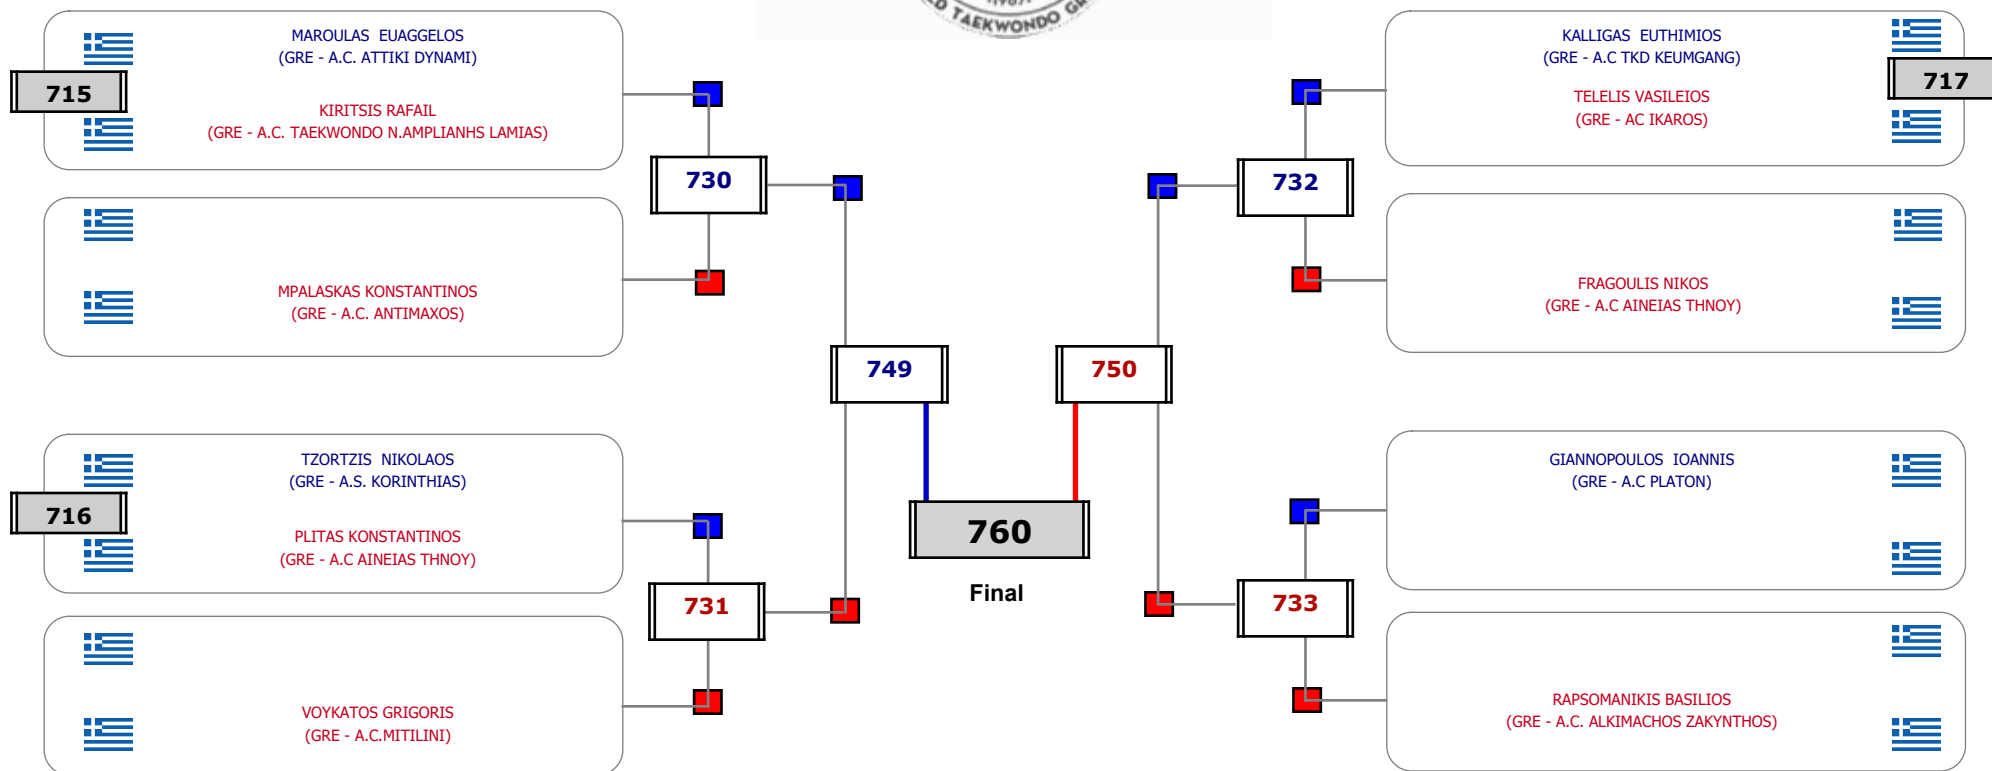 TAEKWONDO
MAROULAS EUAGGELOS
(GRE - A.C. ATTIKI DYNAMI)
715
KIRITSIS RAFAIL
(GRE - A.C. TAEKWONDO N.AMPLIANHS LAMIAS)
730
MPALASKAS KONSTANTINOS
(GRE - A.C. ANTIMAXOS)
749
TZORTZIS NIKOLAOS
(GRE - A.S. KORINTHIAS)
716
PLITAS KONSTANTINOS
(GRE - A.C AINEIAS THNOY)
731
VOYKATOS GRIGORIS
(GRE - A.C.MITILINI)
760
Final
KALLIGAS EUTHIMIOS
(GRE - A.C TKD KEUMGANG)
717
TELELIS VASILEIOS
(GRE - AC IKAROS)
732
FRAGOULIS NIKOS
(GRE - A.C AINEIAS THNOY)
750
GIANNOPOULOS IOANNIS
(GRE - A.C PLATON)
733
RAPSOMANIKIS BASILIOS
(GRE - A.C. ALKIMACHOS ZAKYNTHOS)